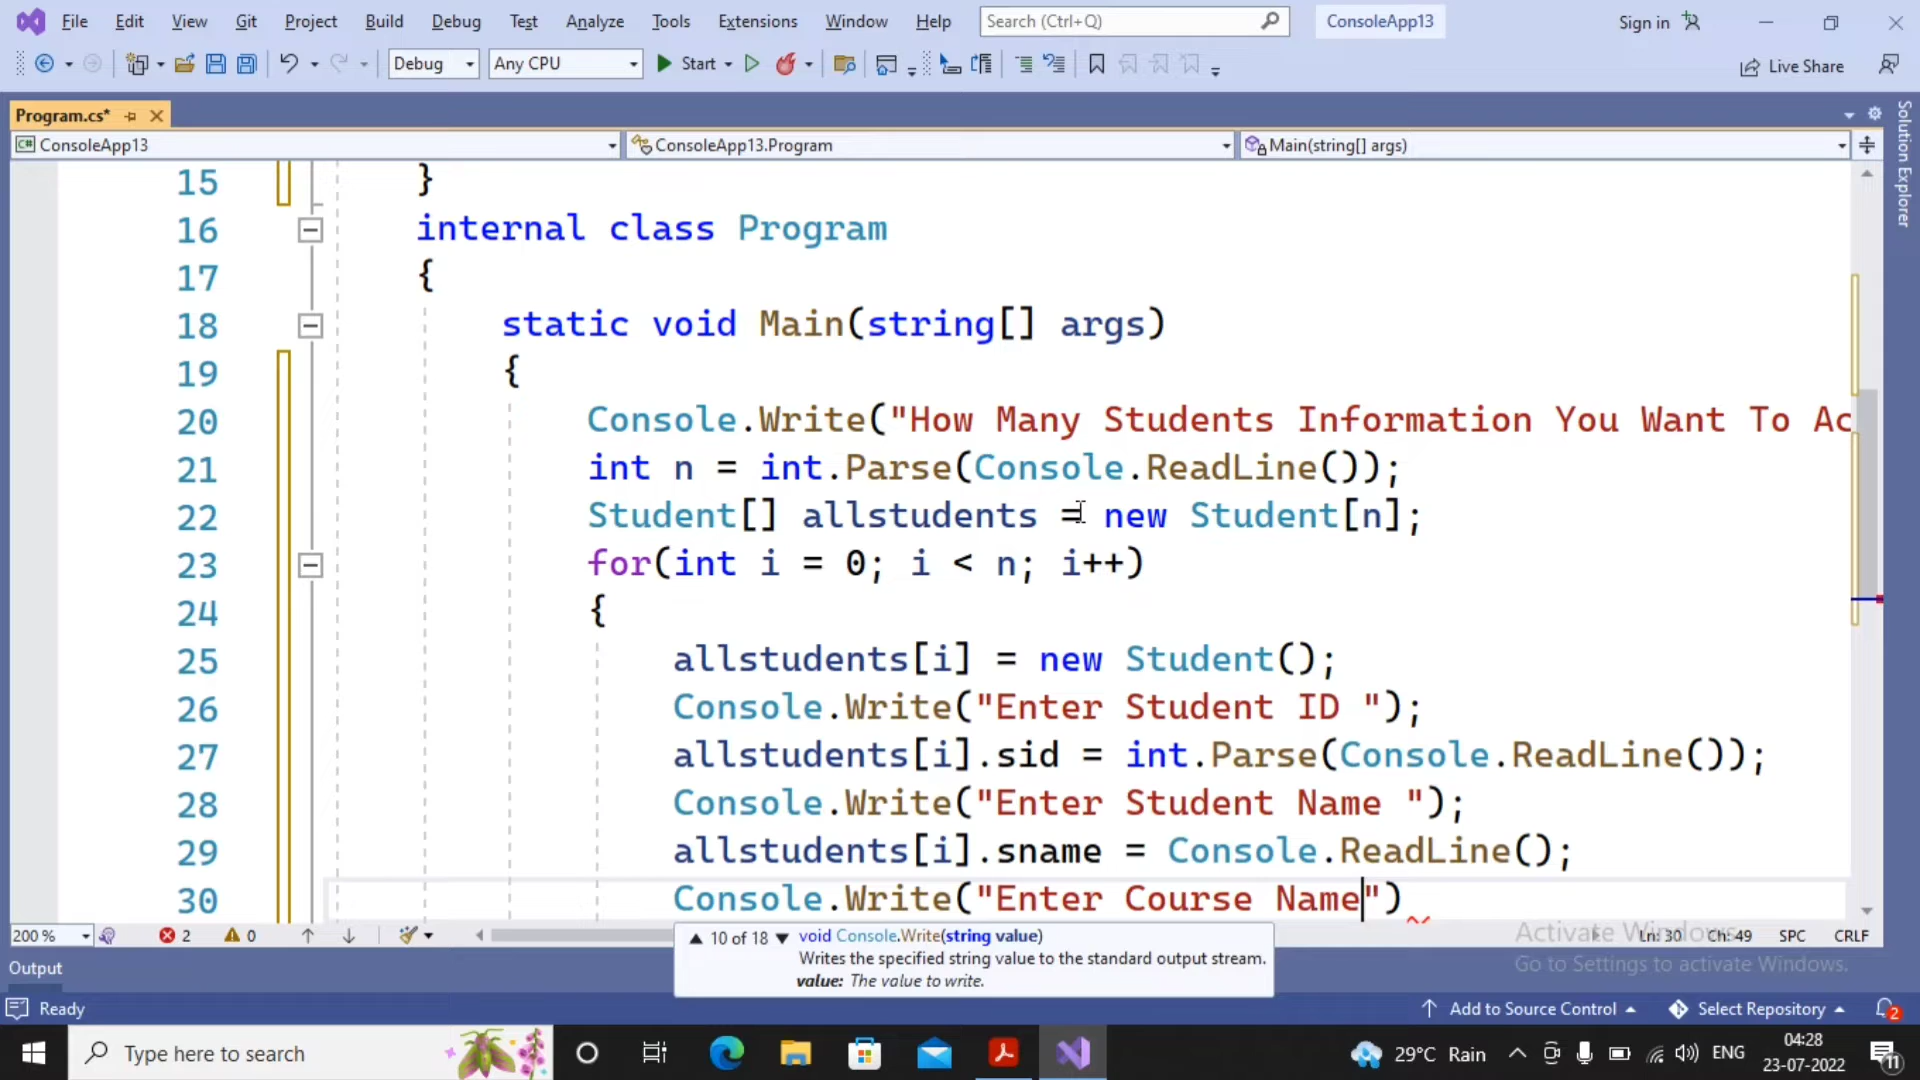 File Edit View Git Project Build Debug Test Analyze Tools Extensions Window Help Search (Ctrl+Q) ConsoleApp13 Sign in
Debug Any CPU Start Live Share
Program.cs*
C# ConsoleApp13 ConsoleApp13.Program Main(string[] args)
Solution Explorer
15 }
16 internal class Program
17 {
18 static void Main(string[] args)
19 {
20 Console.Write("How Many Students Information You Want To Ac
21 int n = int.Parse(Console.ReadLine());
22 Student[] allstudents = new Student[n];
23 for(int i = 0; i < n; i++)
24 {
25 allstudents[i] = new Student();
26 Console.Write("Enter Student ID ");
27 allstudents[i].sid = int.Parse(Console.ReadLine());
28 Console.Write("Enter Student Name ");
29 allstudents[i].sname = Console.ReadLine();
30 Console.Write("Enter Course Name")
200 % 2 0 Ln: 30 Ch: 49 SPC CRLF
10 of 18 void Console.Write(string value)
Writes the specified string value to the standard output stream.
value: The value to write.
Activate Windows
Go to Settings to activate Windows.
Output
Ready Add to Source Control Select Repository 2
Type here to search 29°C Rain ENG 04:28
23-07-2022 11